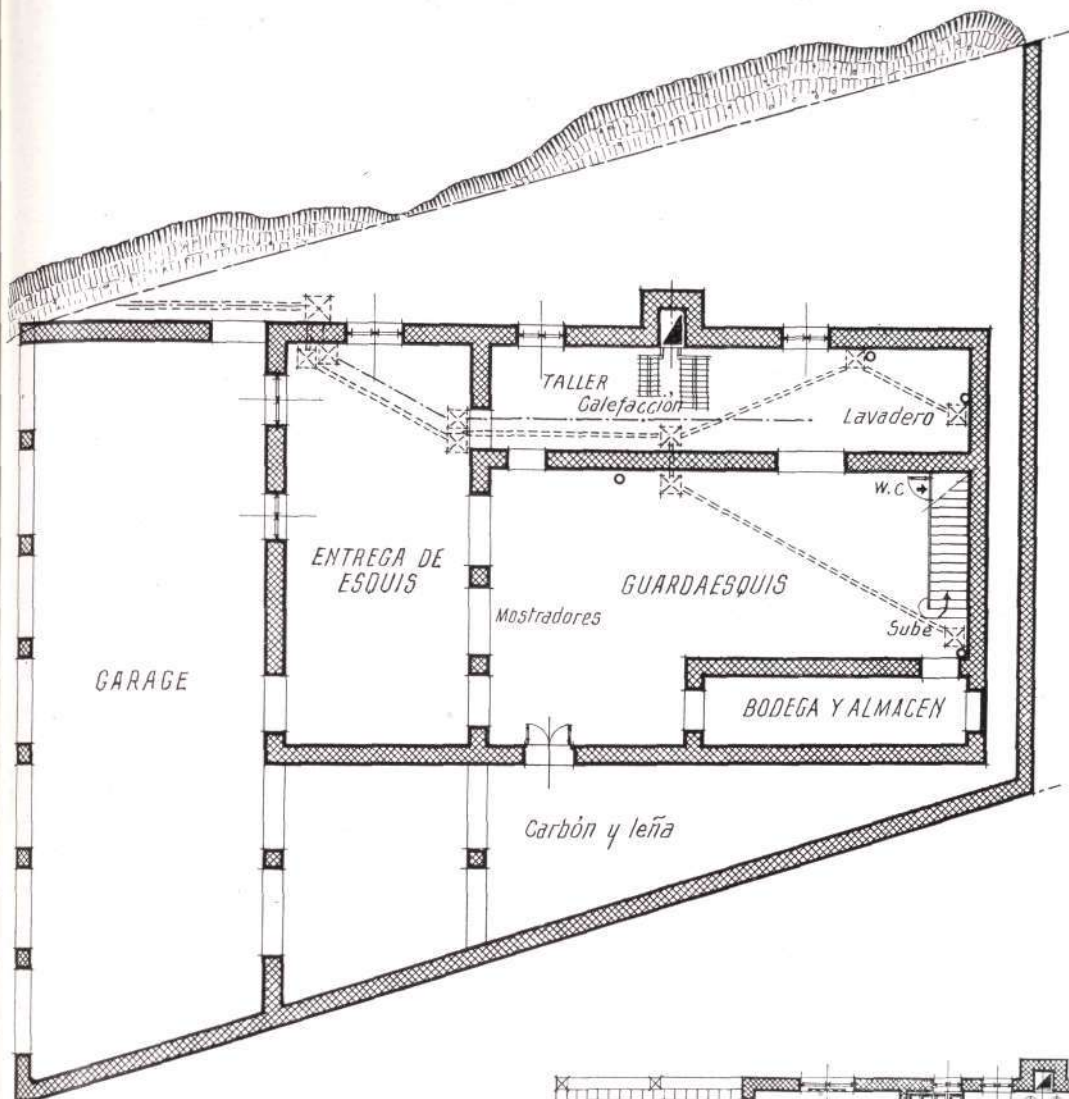 TALLER
Calefacción
Lavadero
W.C
ENTREGA DE
ESQUIS
GUARDAESQUIS
Mostradores
Sube
GARAGE
BODEGA Y ALMACEN
Carbón y leña